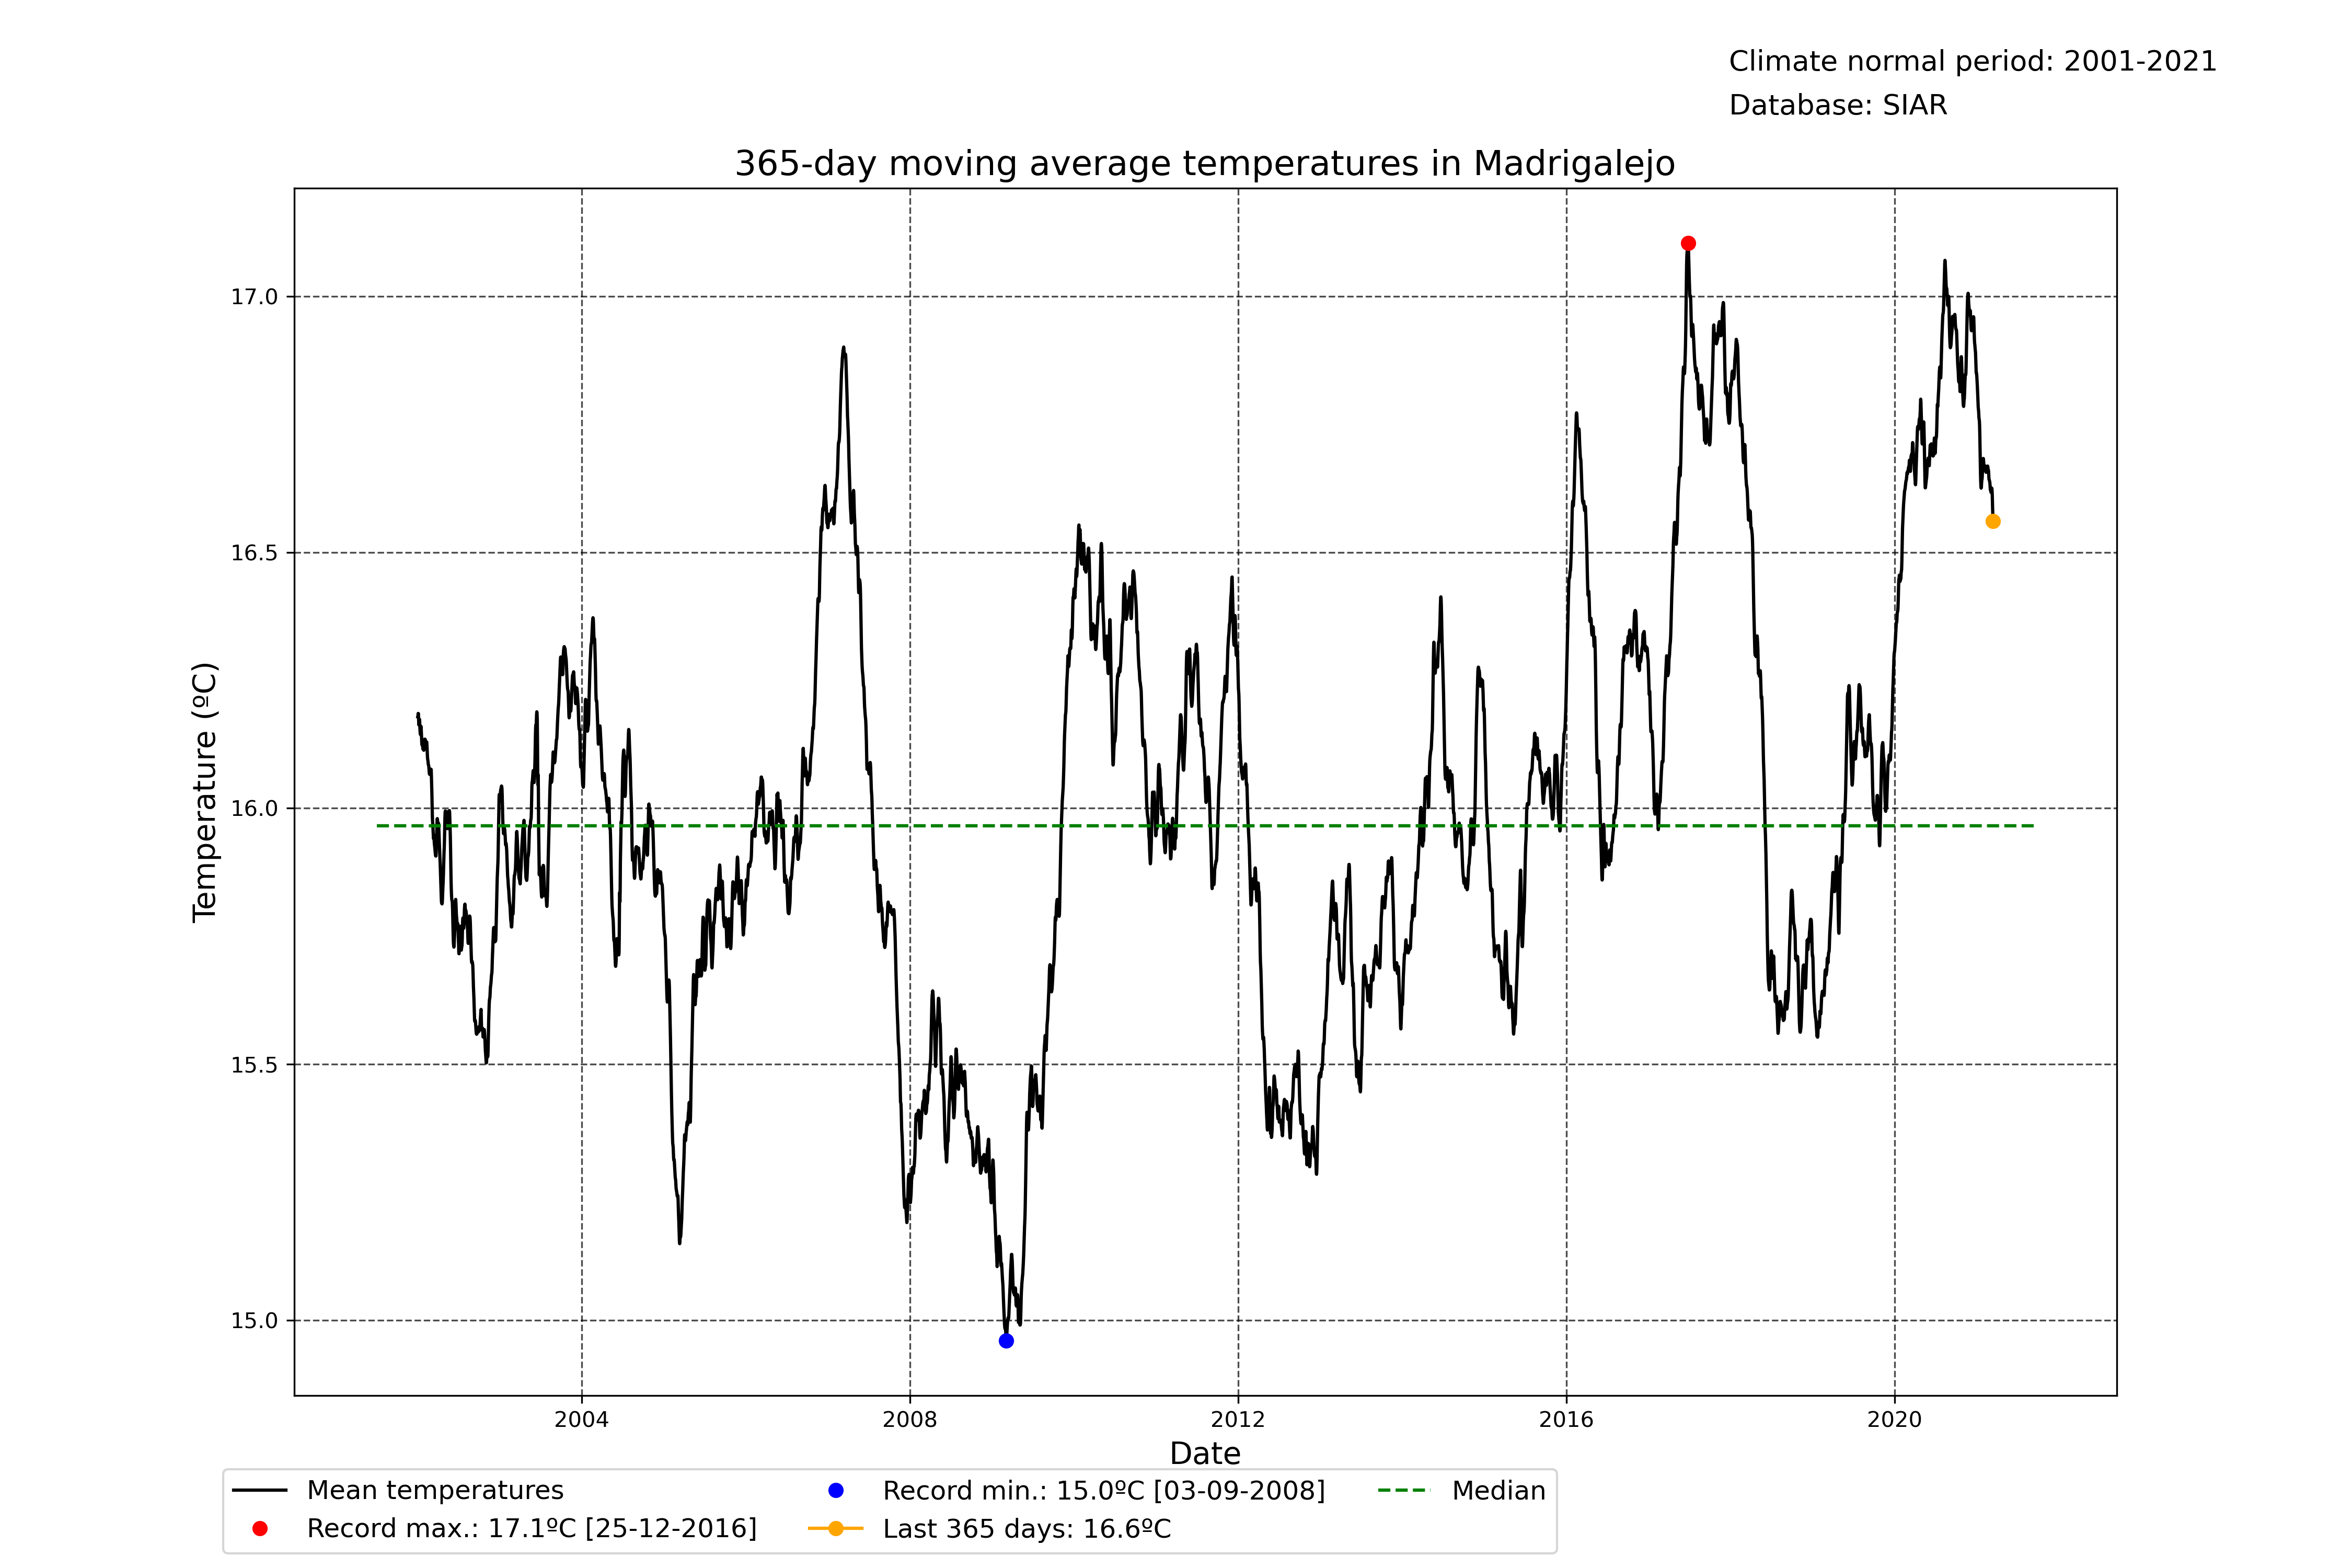 Climate normal period: 2001-2021
Database: SIAR
365-day moving average temperatures in Madrigalejo
Temperature (ºC)
17.0
16.5
16.0
15.5
15.0
2004
2008
2012
2016
2020
Date
Mean temperatures
Record max.: 17.1ºC [25-12-2016]
Record min.: 15.0ºC [03-09-2008]
Last 365 days: 16.6ºC
Median